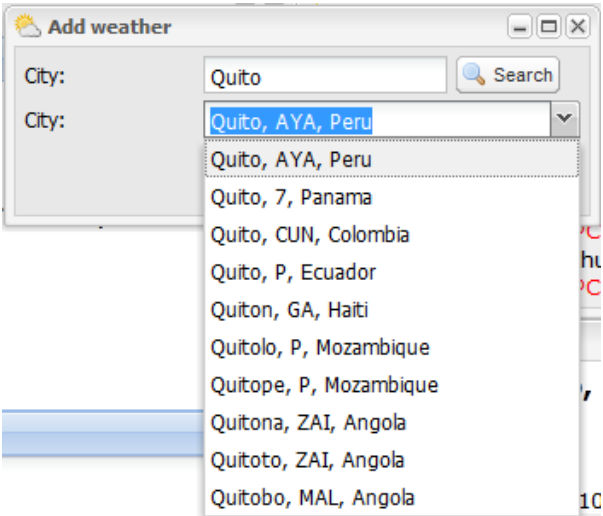 Add weather
City:
Quito
Search
City:
Quito, AYA, Peru
Quito, AYA, Peru
Quito, 7, Panama
Quito, CUN, Colombia
Quito, P, Ecuador
Quiton, GA, Haiti
Quitolo, P, Mozambique
Quitope, P, Mozambique
Quitona, ZAI, Angola
Quitoto, ZAI, Angola
Quitobo, MAL, Angola
10